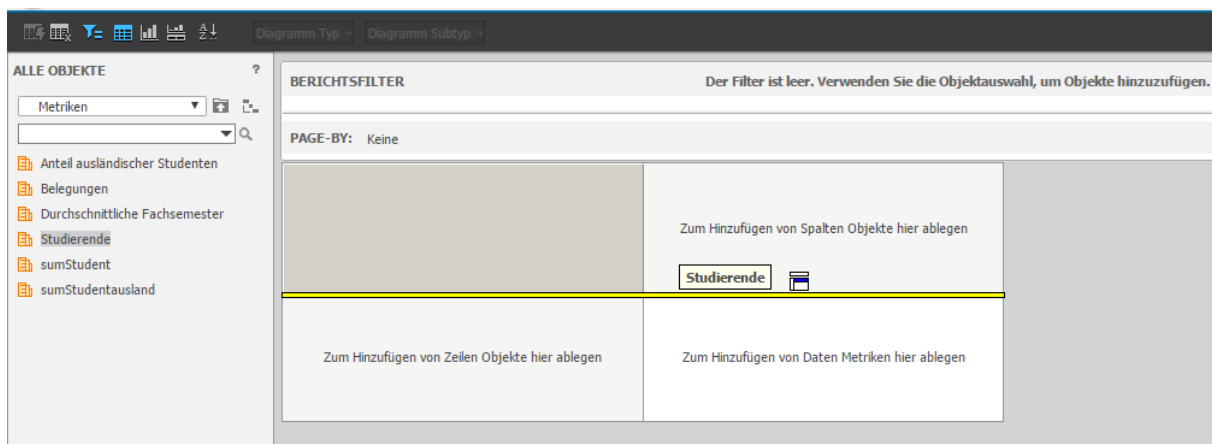 Diagramm Typ Diagramm Subtyp
ALLE OBJEKTE ?
Metriken
Anteil ausländischer Studenten
Belegungen
Durchschnittliche Fachsemester
Studierende
sumStudent
sumStudentausland
BERICHTSFILTER Der Filter ist leer. Verwenden Sie die Objektauswahl, um Objekte hinzuzufügen.
PAGE-BY: Keine
Zum Hinzufügen von Spalten Objekte hier ablegen
Studierende
Zum Hinzufügen von Zeilen Objekte hier ablegen
Zum Hinzufügen von Daten Metriken hier ablegen